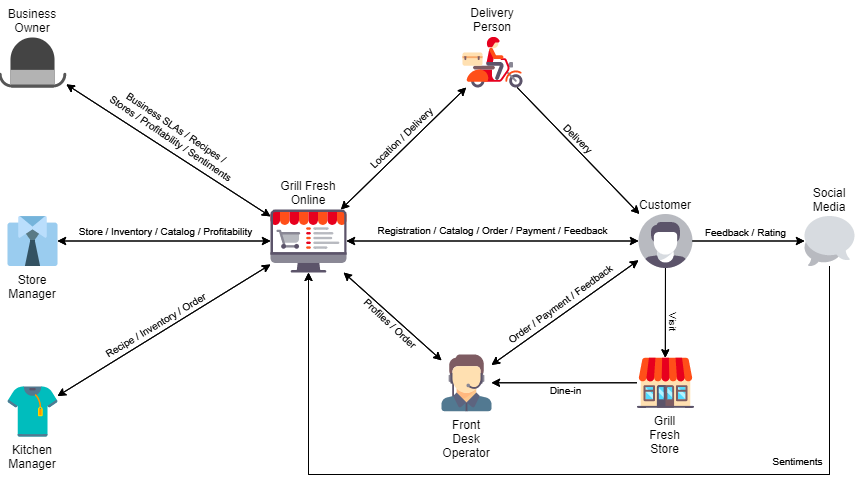 Business
Owner
Delivery
Person
Business SLAs / Recipes /
Stores / Profitability / Sentiments
Location / Delivery
Delivery
Grill Fresh
Online
Customer
Social
Media
Store / Inventory / Catalog / Profitability
Registration / Catalog / Order / Payment / Feedback
Feedback / Rating
Store
Manager
Recipe / Inventory / Order
Profiles / Order
Order / Payment / Feedback
Visit
Dine-in
Kitchen
Manager
Front
Desk
Operator
Grill
Fresh
Store
Sentiments